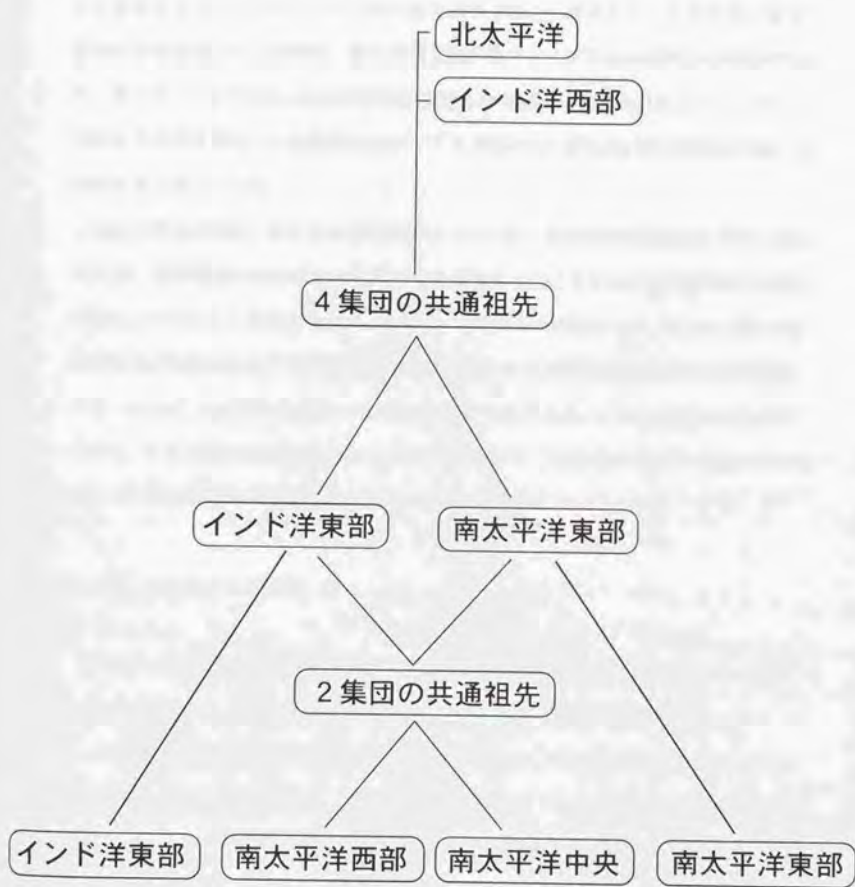 北太平洋
インド洋西部
4集団の共通祖先
インド洋東部
南太平洋東部
2集団の共通祖先
インド洋東部
南太平洋西部
南太平洋中央
南太平洋東部